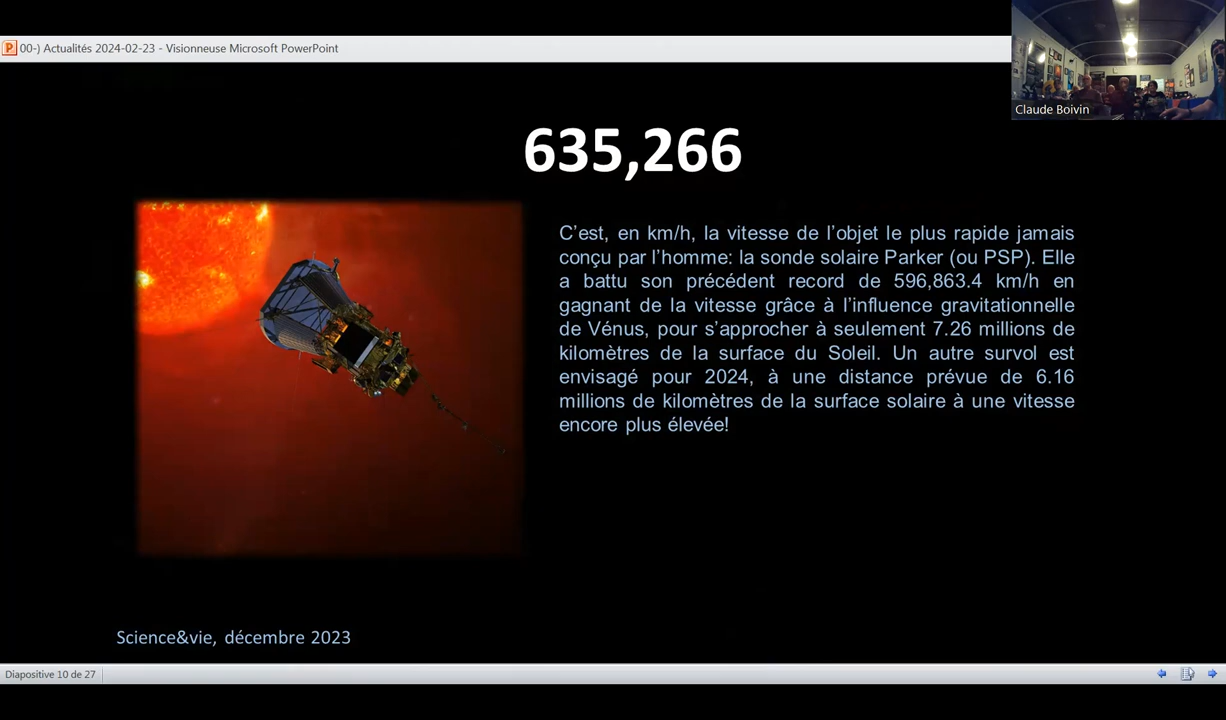 00-) Actualités 2024-02-23 - Visionneuse Microsoft PowerPoint
Claude Boivin
635,266
C’est, en km/h, la vitesse de l’objet le plus rapide jamais
conçu par l’homme: la sonde solaire Parker (ou PSP). Elle
a battu son précédent record de 596,863.4 km/h en
gagnant de la vitesse grâce à l’influence gravitationnelle
de Vénus, pour s’approcher à seulement 7.26 millions de
kilomètres de la surface du Soleil. Un autre survol est
envisagé pour 2024, à une distance prévue de 6.16
millions de kilomètres de la surface solaire à une vitesse
encore plus élevée!
Science&vie, décembre 2023
Diapositive 10 de 27